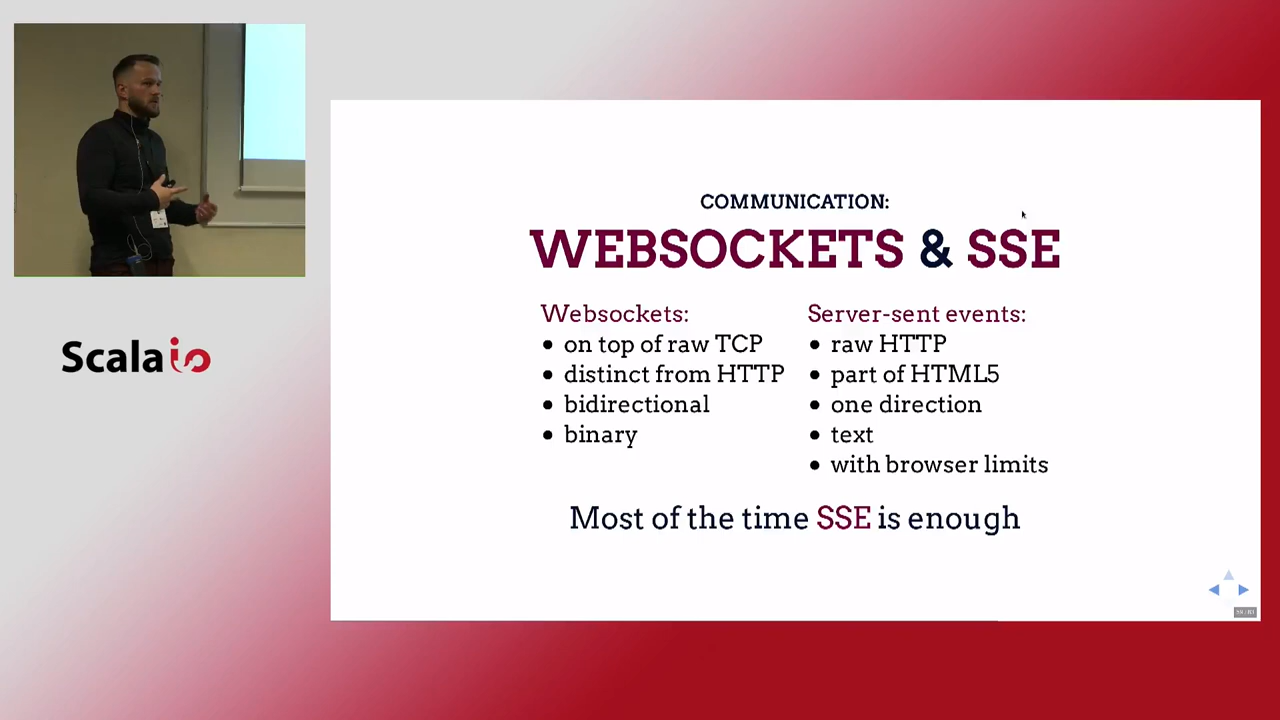 COMMUNICATION:
WEBSOCKETS & SSE
Websockets:
• on top of raw TCP
• distinct from HTTP
• bidirectional
• binary
Server-sent events:
• raw HTTP
• part of HTML5
• one direction
• text
• with browser limits
Most of the time SSE is enough
Scala io